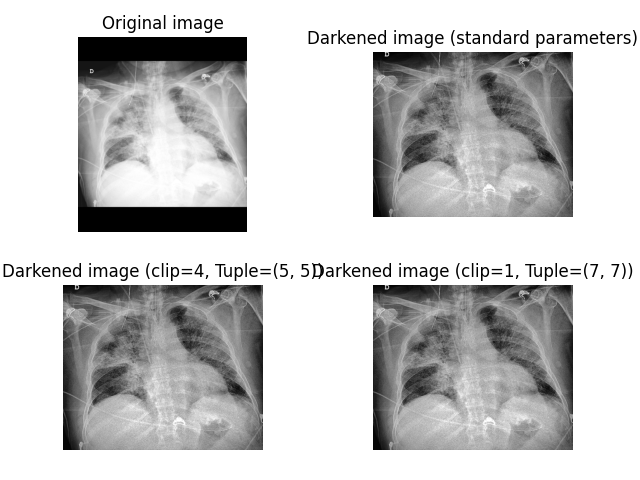 Original image
Darkened image (standard parameters)
D
D
Darkened image (clip=4, Tuple=(5, 5))
Darkened image (clip=1, Tuple=(7, 7))
D
D